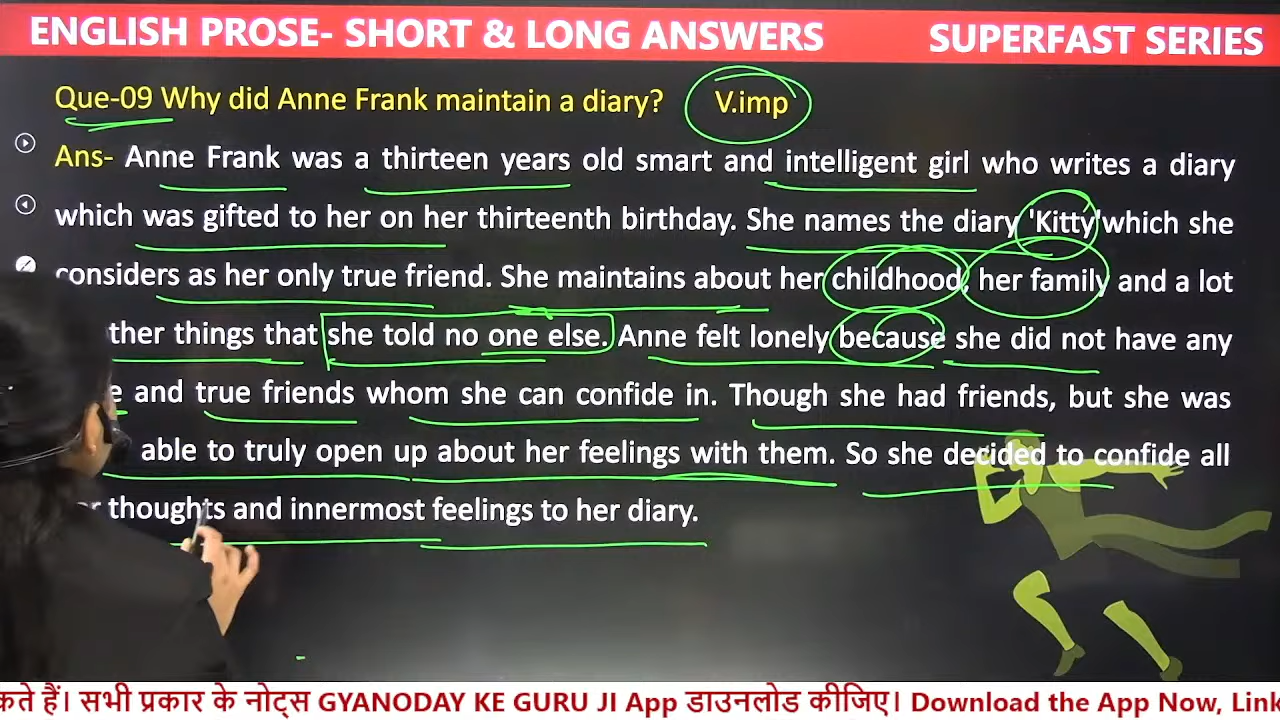 ENGLISH PROSE- SHORT & LONG ANSWERS SUPERFAST SERIES
Que-09 Why did Anne Frank maintain a diary? V.imp
Ans- Anne Frank was a thirteen years old smart and intelligent girl who writes a diary
which was gifted to her on her thirteenth birthday. She names the diary 'Kitty' which she
considers as her only true friend. She maintains about her childhood, her family and a lot
ther things that she told no one else. Anne felt lonely because she did not have any
and true friends whom she can confide in. Though she had friends, but she was
able to truly open up about her feelings with them. So she decided to confide all
thoughts and innermost feelings to her diary.
कते हैं। सभी प्रकार के नोट्स GYANODAY KE GURU JI App डाउनलोड कीजिए। Download the App Now, Link